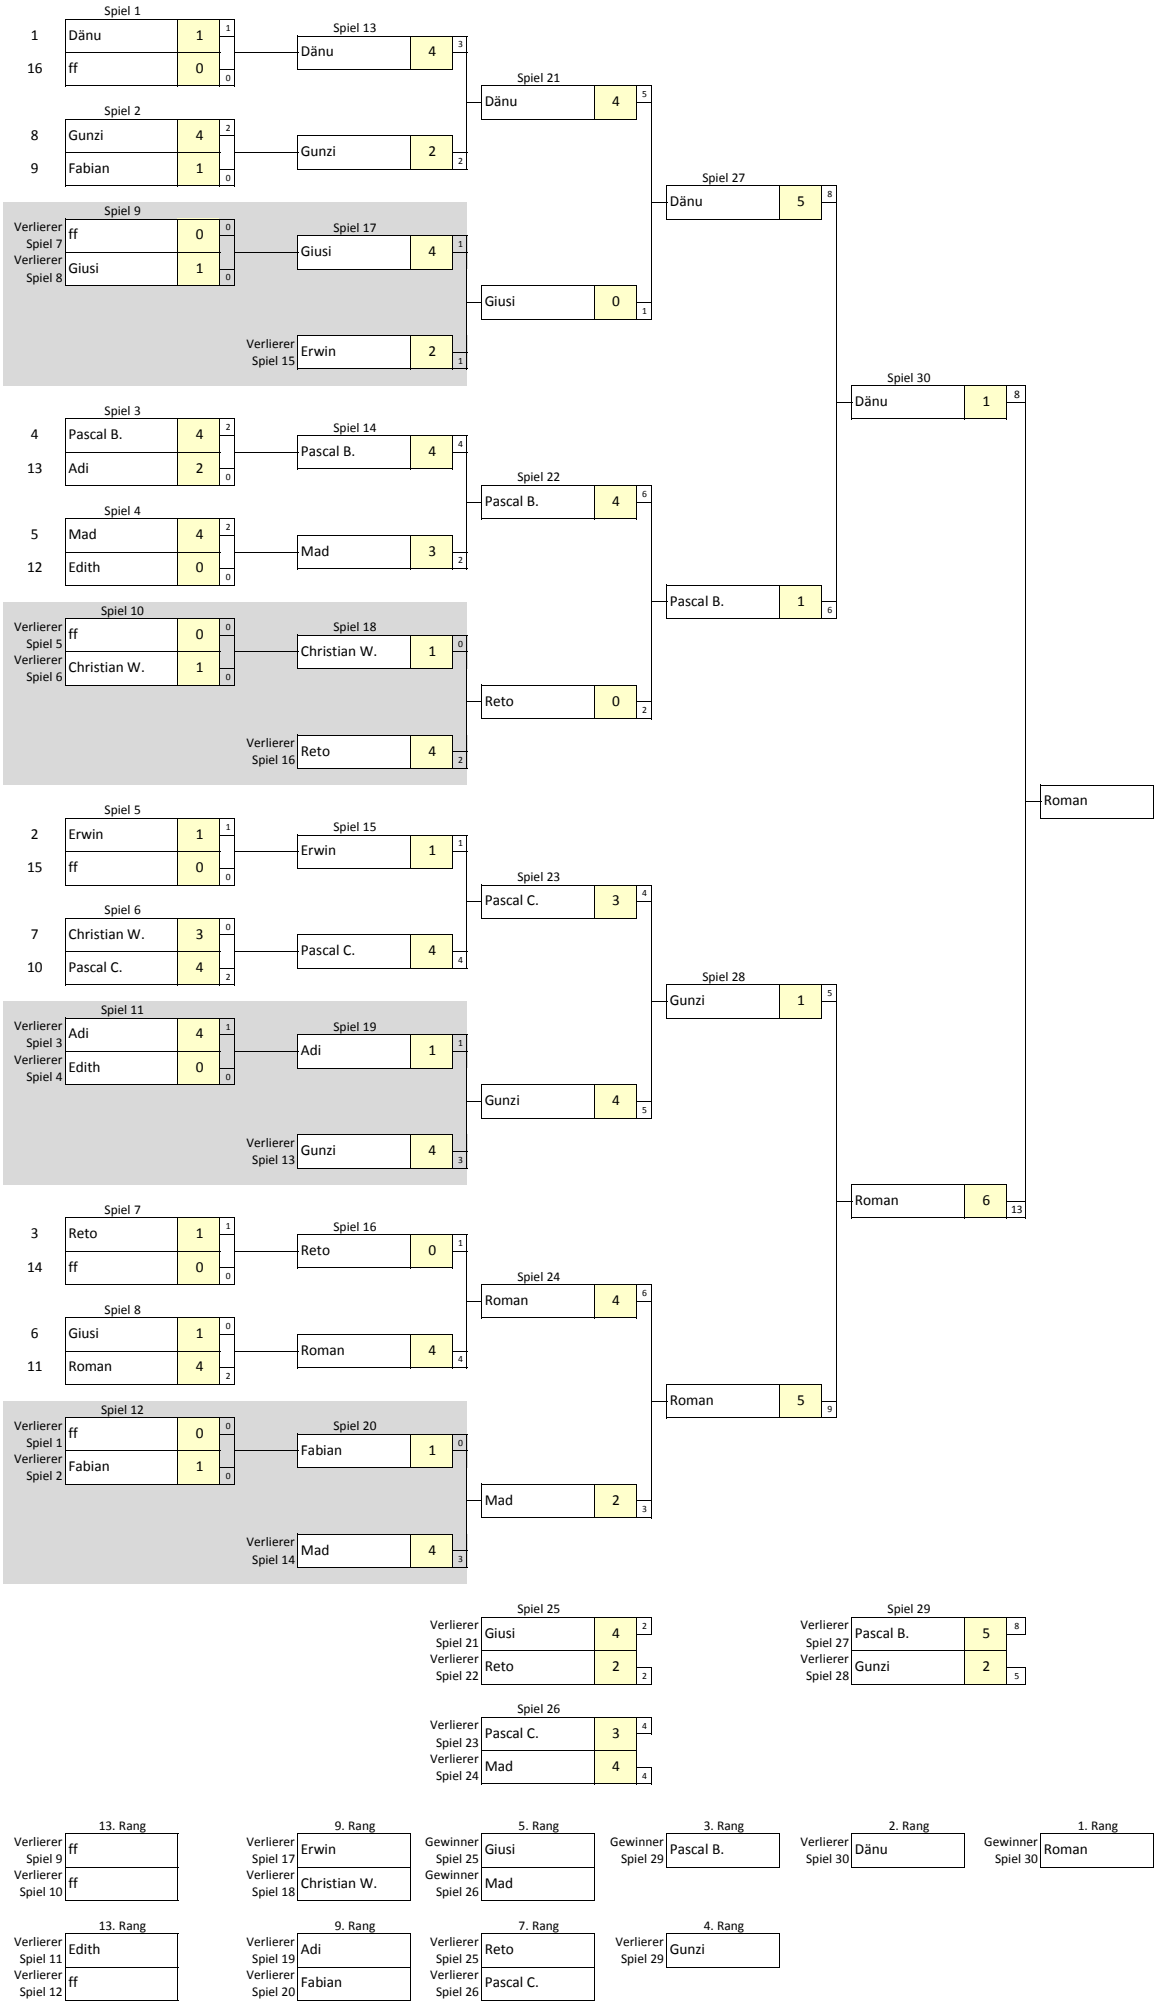 Spiel 1
1 Dänu 1 1
16 ff 0 0
Spiel 13
Dänu 4 3
Spiel 21
Dänu 4 5
Spiel 2
8 Gunzi 4 2
9 Fabian 1 0
Gunzi 2 2
Spiel 27
Dänu 5 8
Spiel 9
Verlierer Spiel 7 ff 0 0
Verlierer Spiel 8 Giusi 1 0
Spiel 17
Giusi 4 1
Giusi 0 1
Verlierer Spiel 15 Erwin 2 1
Spiel 30
Dänu 1 8
Spiel 3
4 Pascal B. 4 2
13 Adi 2 0
Spiel 14
Pascal B. 4 4
Spiel 22
Pascal B. 4 6
Spiel 4
5 Mad 4 2
12 Edith 0 0
Mad 3 2
Pascal B. 1 6
Spiel 10
Verlierer Spiel 5 ff 0 0
Verlierer Spiel 6 Christian W. 1 0
Spiel 18
Christian W. 1 0
Reto 0 2
Verlierer Spiel 16 Reto 4 2
Roman
Spiel 5
2 Erwin 1 1
15 ff 0 0
Spiel 15
Erwin 1 1
Spiel 23
Pascal C. 3 4
Spiel 6
7 Christian W. 3 0
10 Pascal C. 4 2
Pascal C. 4 4
Spiel 28
Gunzi 1 5
Spiel 11
Verlierer Spiel 3 Adi 4 1
Verlierer Spiel 4 Edith 0 0
Spiel 19
Adi 1 1
Gunzi 4 5
Verlierer Spiel 13 Gunzi 4 3
Roman 6 13
Spiel 7
3 Reto 1 1
14 ff 0 0
Spiel 16
Reto 0 1
Spiel 24
Roman 4 6
Spiel 8
6 Giusi 1 0
11 Roman 4 2
Roman 4 4
Roman 5 9
Spiel 12
Verlierer Spiel 1 ff 0 0
Verlierer Spiel 2 Fabian 1 0
Spiel 20
Fabian 1 0
Mad 2 3
Verlierer Spiel 14 Mad 4 3
Spiel 25
Verlierer Spiel 21 Giusi 4 2
Verlierer Spiel 22 Reto 2 2
Spiel 29
Verlierer Spiel 27 Pascal B. 5 8
Verlierer Spiel 28 Gunzi 2 5
Spiel 26
Verlierer Spiel 23 Pascal C. 3 4
Verlierer Spiel 24 Mad 4 4
13. Rang
Verlierer Spiel 9 ff
Verlierer Spiel 10 ff
9. Rang
Verlierer Spiel 17 Erwin
Verlierer Spiel 18 Christian W.
5. Rang
Gewinner Spiel 25 Giusi
Gewinner Spiel 26 Mad
3. Rang
Gewinner Spiel 29 Pascal B.
2. Rang
Verlierer Spiel 30 Dänu
1. Rang
Gewinner Spiel 30 Roman
13. Rang
Verlierer Spiel 11 Edith
Verlierer Spiel 12 ff
9. Rang
Verlierer Spiel 19 Adi
Verlierer Spiel 20 Fabian
7. Rang
Verlierer Spiel 25 Reto
Verlierer Spiel 26 Pascal C.
4. Rang
Verlierer Spiel 29 Gunzi